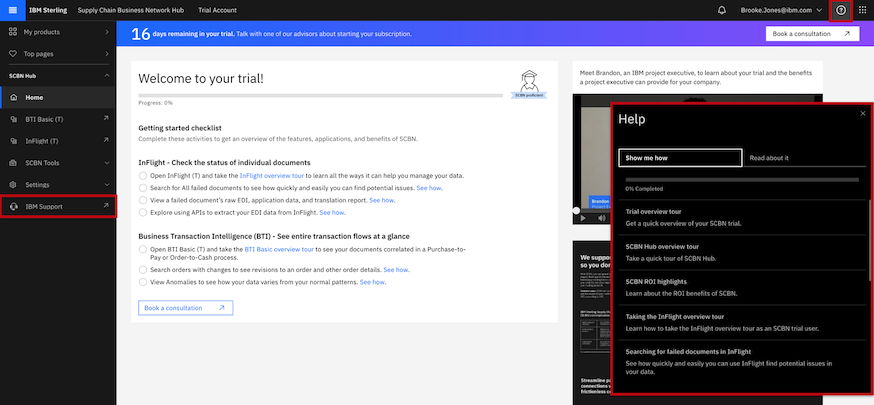 IBM Sterling
Supply Chain Business Network Hub
Trial Account
Brooke.Jones@ibm.com
My products
Top pages
SCBN Hub
Home
BTI Basic (T)
InFlight (T)
SCBN Tools
Settings
IBM Support
16 days remaining in your trial. Talk with one of our advisors about starting your subscription.
Book a consultation
Welcome to your trial!
SCBN proficient
Progress: 0%
Getting started checklist
Complete these activities to get an overview of the features, applications, and benefits of SCBN.
InFlight - Check the status of individual documents
Open InFlight (T) and take the InFlight overview tour to learn all the ways it can help you manage your data.
Search for All failed documents to see how quickly and easily you can find potential issues. See how.
View a failed document's raw EDI, application data, and translation report. See how.
Explore using APIs to extract your EDI data from InFlight. See how.
Business Transaction Intelligence (BTI) - See entire transaction flows at a glance
Open BTI Basic (T) and take the BTI Basic overview tour to see your documents correlated in a Purchase-to-
Pay or Order-to-Cash process.
Search orders with changes to see revisions to an order and other order details. See how.
View Anomalies to see how your data varies from your normal patterns. See how.
Book a consultation
Meet Brandon, an IBM project executive, to learn about your trial and the benefits
a project executive can provide for your company.
Brandon
Project Ex
We suppo
so you do
Streamline pa
frictionless c
Help
Show me how
Read about it
0% Completed
Trial overview tour
Get a quick overview of your SCBN trial.
SCBN Hub overview tour
Take a quick tour of SCBN Hub.
SCBN ROI highlights
Learn about the ROI benefits of SCBN.
Taking the InFlight overview tour
Learn how to take the InFlight overview tour as an SCBN trial user.
Searching for failed documents in InFlight
See how quickly and easily you can use InFlight find potential issues in
your data.